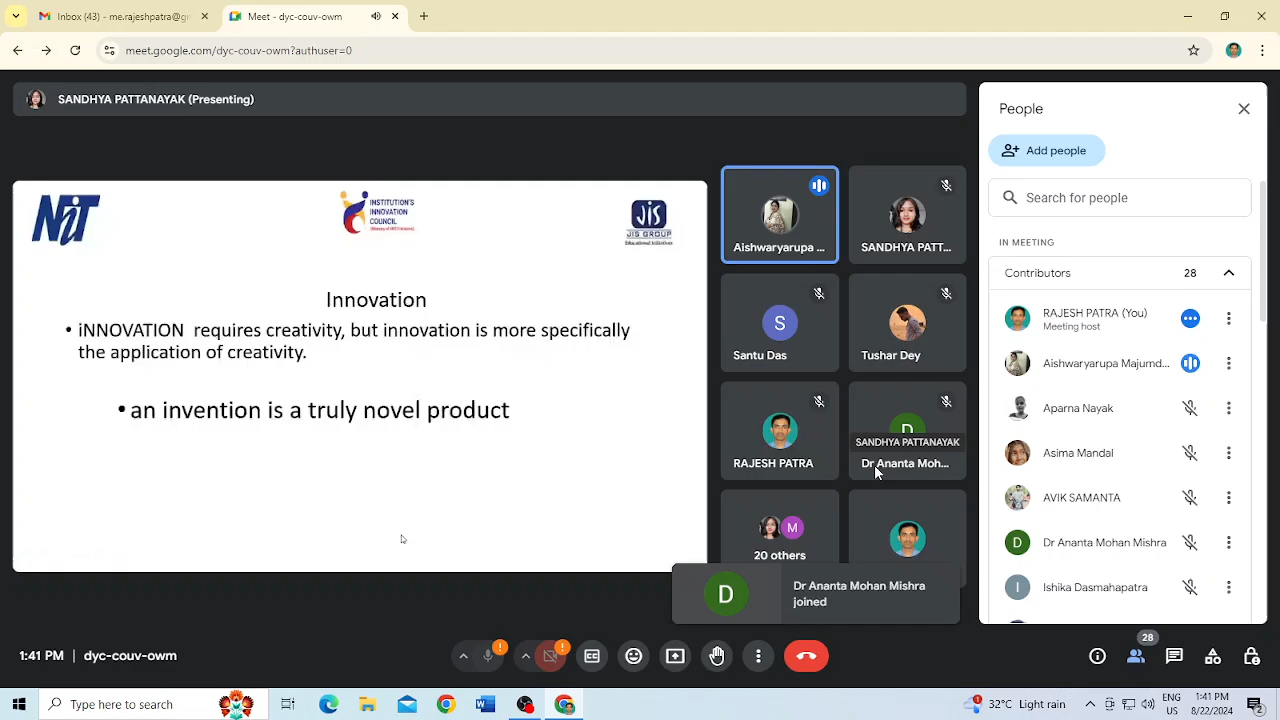 Inbox (43) - me.rajeshpatra@gr
Meet - dyc-couv-owm
meet.google.com/dyc-couv-owm?authuser=0
SANDHYA PATTANAYAK (Presenting)
NiT
INSTITUTION'S
INNOVATION
COUNCIL
JIS
JIS GROUP
Educational Initiatives
Innovation
• iNNOVATION requires creativity, but innovation is more specifically
the application of creativity.
• an invention is a truly novel product
Aishwaryarupa ...
SANDHYA PATT...
S
Santu Das
Tushar Dey
RAJESH PATRA
D
SANDHYA PATTANAYAK
Dr Ananta Moh...
M
20 others
D
Dr Ananta Mohan Mishra
joined
People
Add people
Search for people
IN MEETING
Contributors 28
RAJESH PATRA (You)
Meeting host
Aishwaryarupa Majumd...
Aparna Nayak
Asima Mandal
AVIK SAMANTA
D Dr Ananta Mohan Mishra
I Ishika Dasmahapatra
1:41 PM | dyc-couv-owm
28
Type here to search
W
1
32°C Light rain
ENG
US
1:41 PM
8/22/2024
2